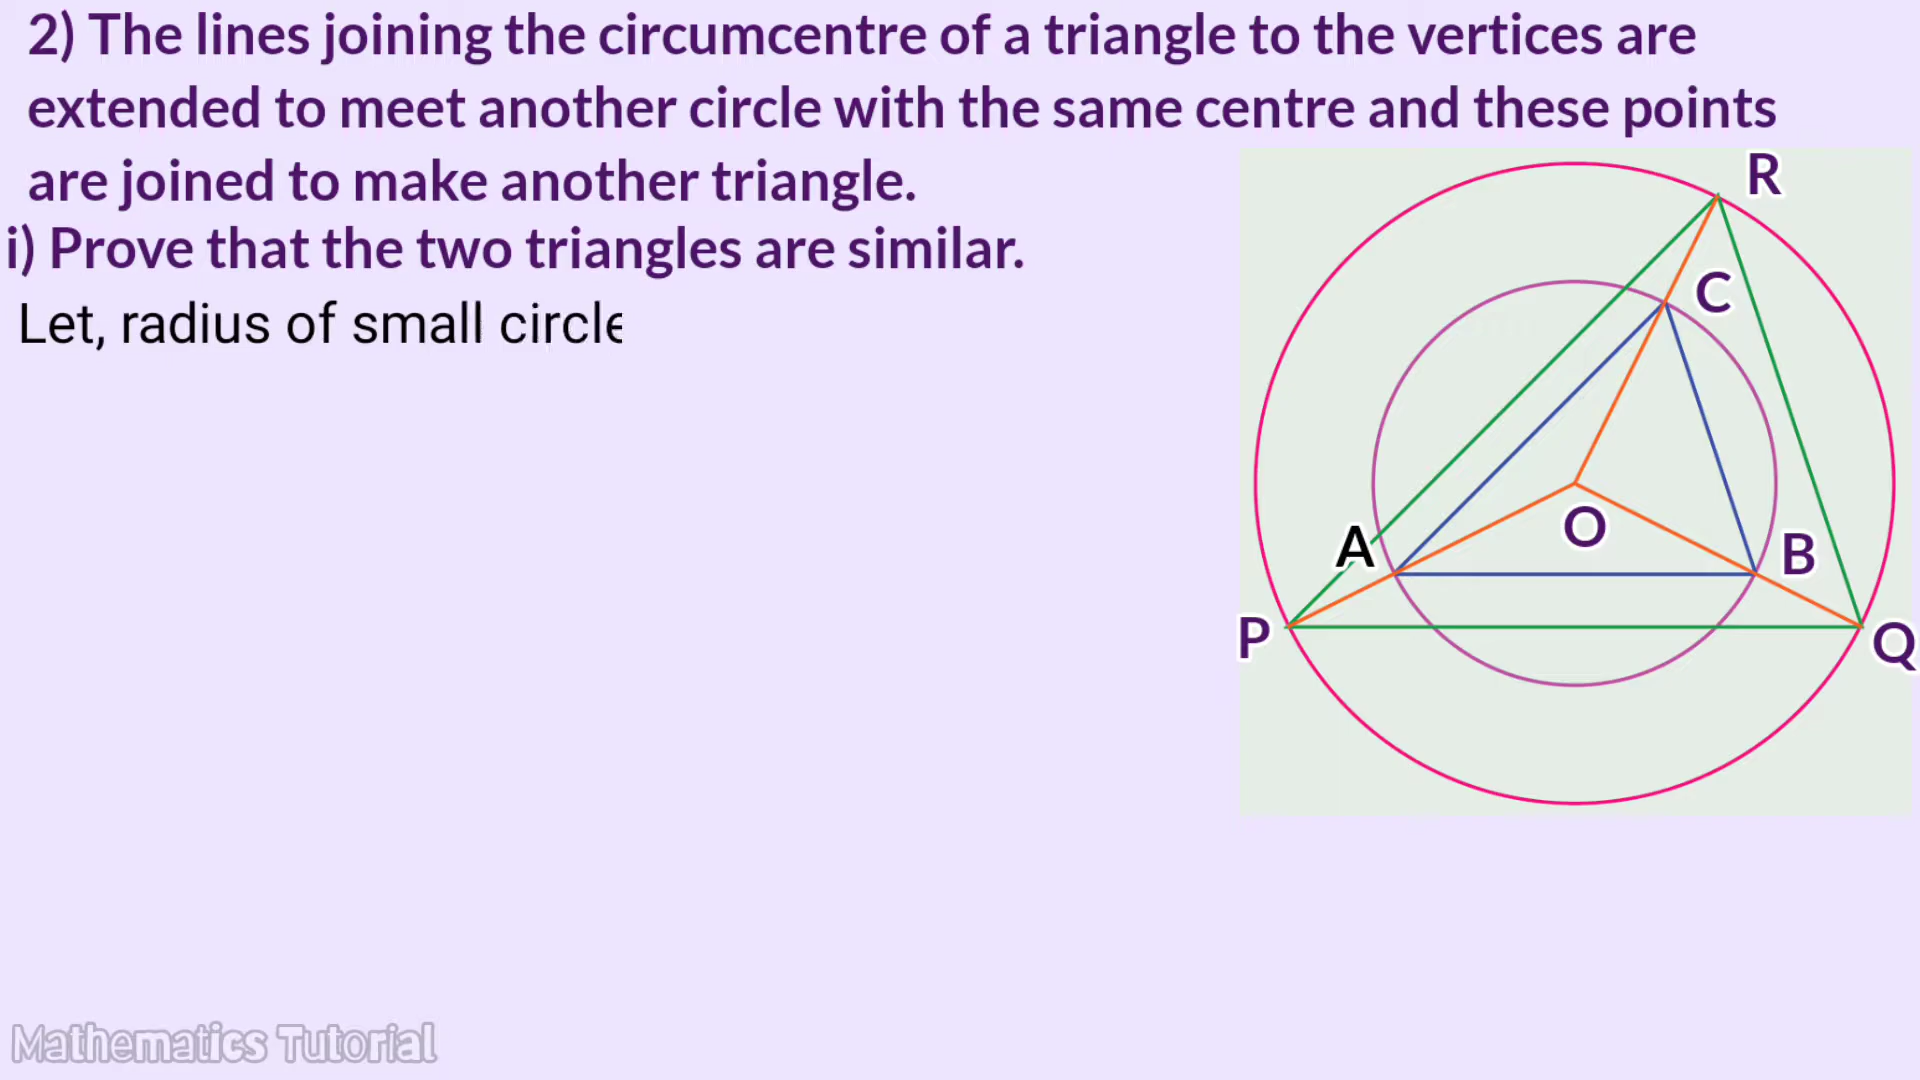 2) The lines joining the circumcentre of a triangle to the vertices are
extended to meet another circle with the same centre and these points
are joined to make another triangle.
i) Prove that the two triangles are similar.
Let, radius of small circle
R
C
O
A
B
P
Q
Mathematics Tutorial